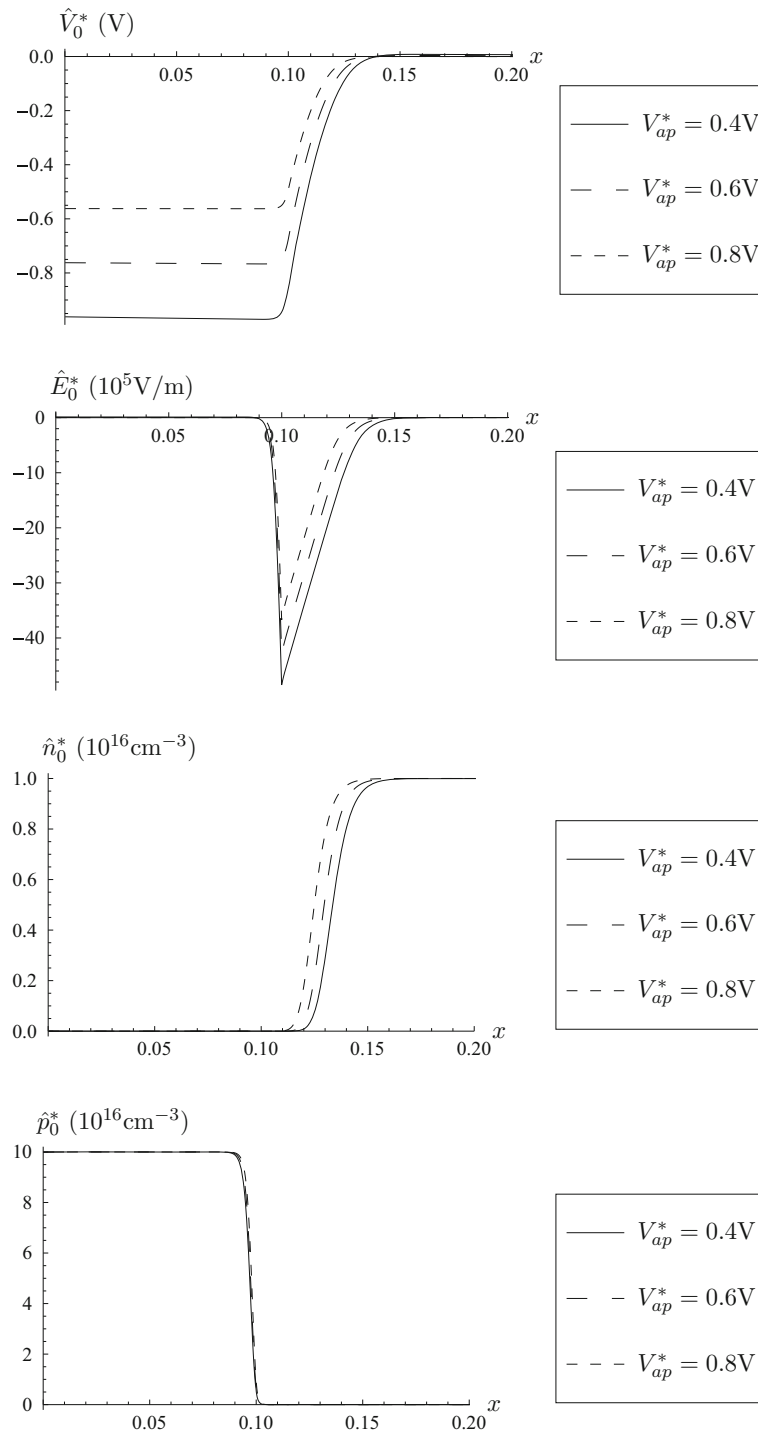 V̂₀* (V)
0.0
−0.2
−0.4
−0.6
−0.8
0.05 0.10 0.15 0.20 x
V*ap = 0.4V
V*ap = 0.6V
V*ap = 0.8V
Ê₀* (10⁵V/m)
0
−10
−20
−30
−40
0.05 0.10 0.15 0.20 x
V*ap = 0.4V
V*ap = 0.6V
V*ap = 0.8V
n̂₀* (10¹⁶cm⁻³)
1.0
0.8
0.6
0.4
0.2
0.0
0.05 0.10 0.15 0.20 x
V*ap = 0.4V
V*ap = 0.6V
V*ap = 0.8V
p̂₀* (10¹⁶cm⁻³)
10
8
6
4
2
0
0.05 0.10 0.15 0.20 x
V*ap = 0.4V
V*ap = 0.6V
V*ap = 0.8V